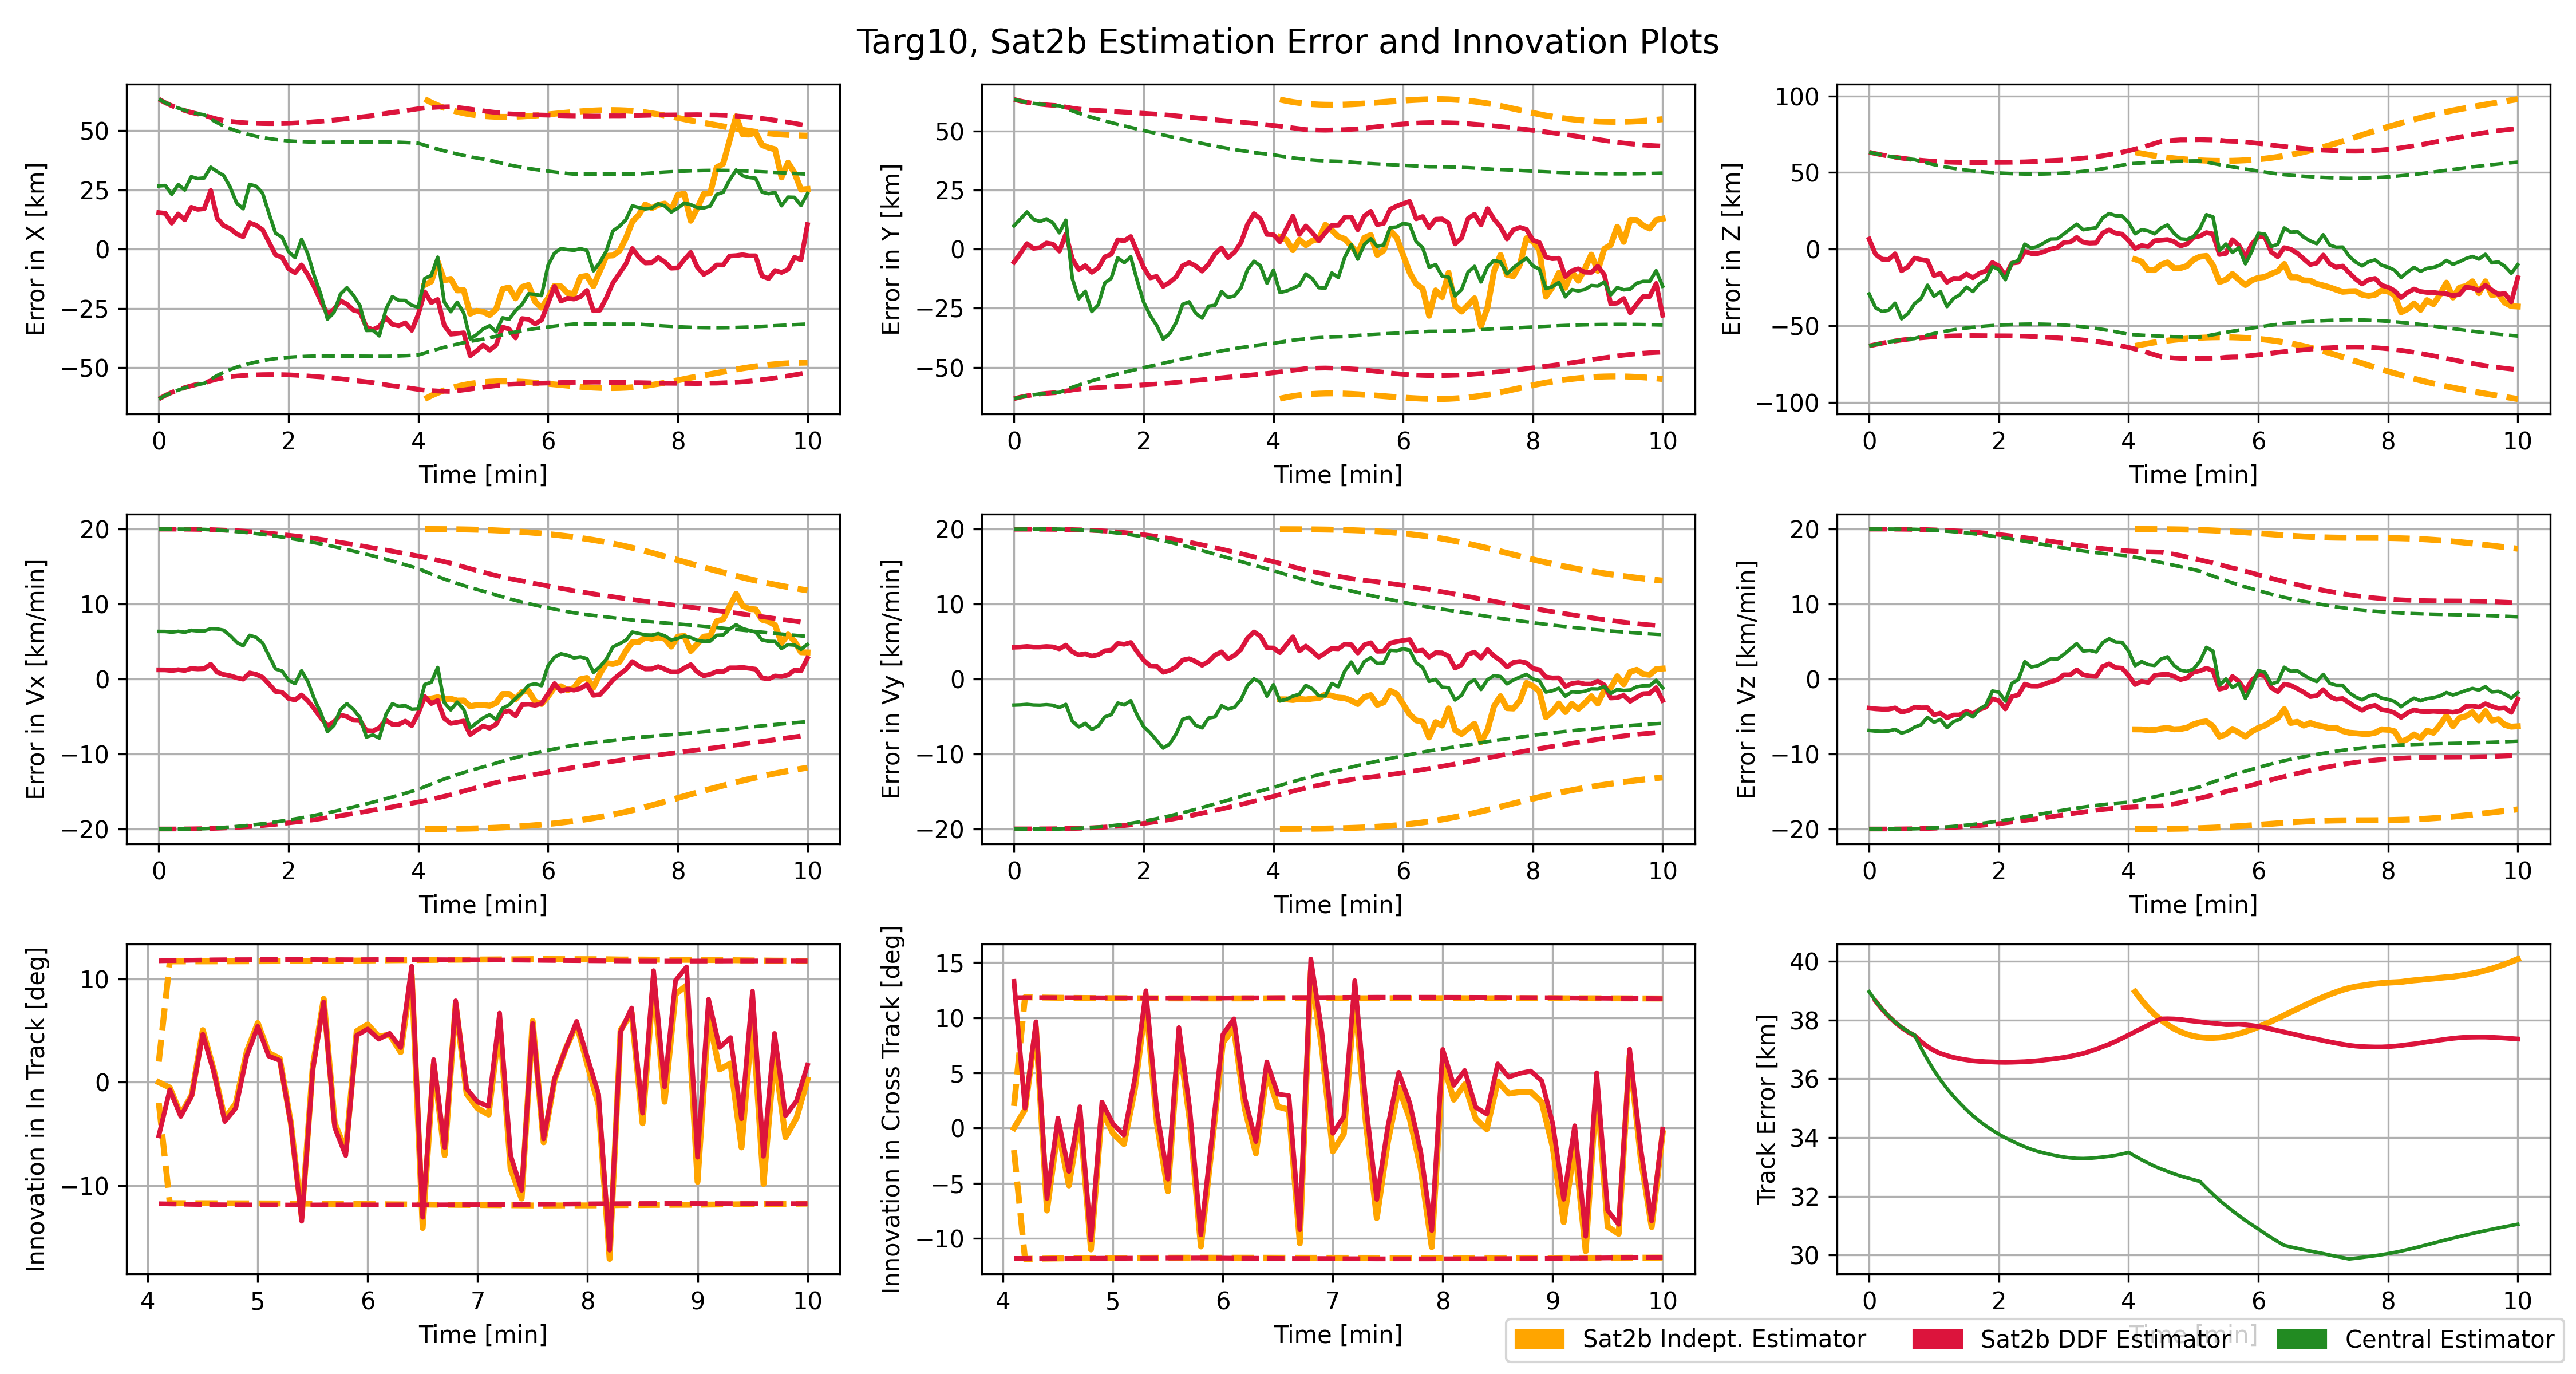 Targ10, Sat2b Estimation Error and Innovation Plots
Error in X [km]
50
25
0
−25
−50
0 2 4 6 8 10
Time [min]
Error in Y [km]
50
25
0
−25
−50
0 2 4 6 8 10
Time [min]
Error in Z [km]
100
50
0
−50
−100
0 2 4 6 8 10
Time [min]
Error in Vx [km/min]
20
10
0
−10
−20
0 2 4 6 8 10
Time [min]
Error in Vy [km/min]
20
10
0
−10
−20
0 2 4 6 8 10
Time [min]
Error in Vz [km/min]
20
10
0
−10
−20
0 2 4 6 8 10
Time [min]
Innovation in In Track [deg]
10
0
−10
4 5 6 7 8 9 10
Time [min]
Innovation in Cross Track [deg]
15
10
5
0
−5
−10
4 5 6 7 8 9 10
Time [min]
Track Error [km]
40
38
36
34
32
30
0 2 4 6 8 10
Time [min]
Sat2b Indept. Estimator Sat2b DDF Estimator Central Estimator